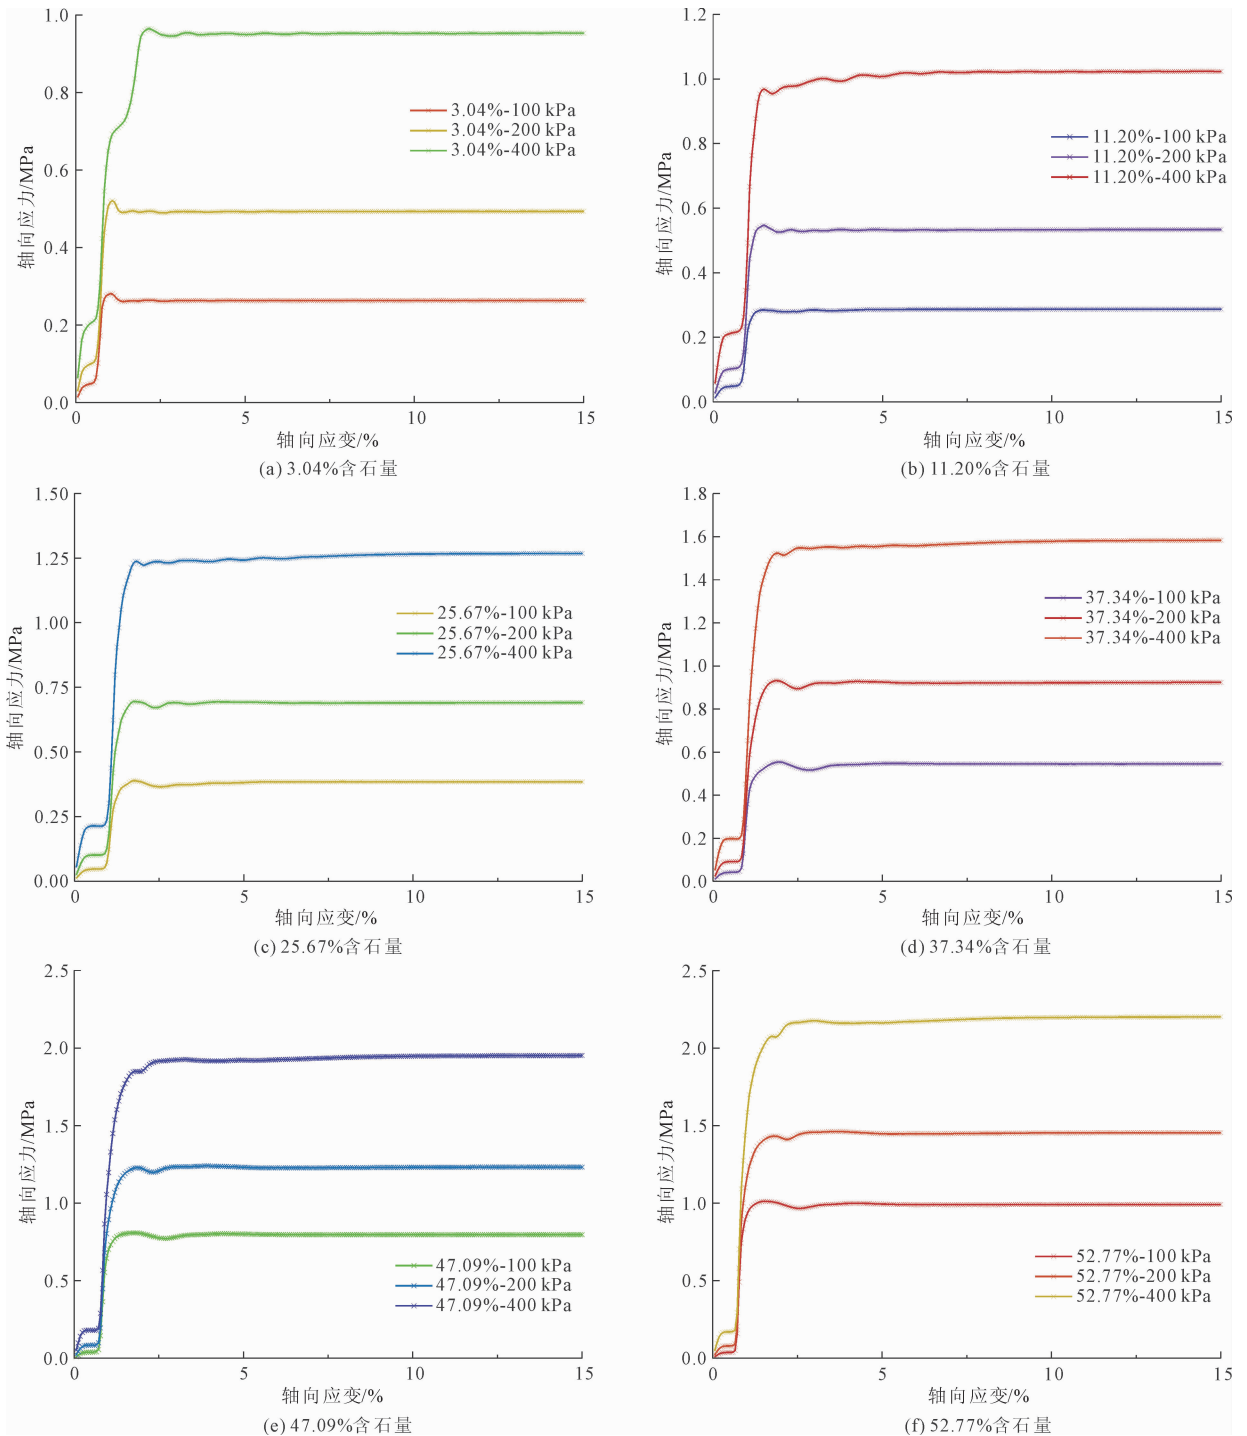 1.0
0.8
0.6
0.4
0.2
0.0
轴向应力/MPa
3.04%-100 kPa
3.04%-200 kPa
3.04%-400 kPa
0
5
10
15
轴向应变/%
(a) 3.04%含石量
1.2
1.0
0.8
0.6
0.4
0.2
0.0
轴向应力/MPa
11.20%-100 kPa
11.20%-200 kPa
11.20%-400 kPa
0
5
10
15
轴向应变/%
(b) 11.20%含石量
1.50
1.25
1.00
0.75
0.50
0.25
0.00
轴向应力/MPa
25.67%-100 kPa
25.67%-200 kPa
25.67%-400 kPa
0
5
10
15
轴向应变/%
(c) 25.67%含石量
1.8
1.6
1.4
1.2
1.0
0.8
0.6
0.4
0.2
0.0
轴向应力/MPa
37.34%-100 kPa
37.34%-200 kPa
37.34%-400 kPa
0
5
10
15
轴向应变/%
(d) 37.34%含石量
2.5
2.0
1.5
1.0
0.5
0.0
轴向应力/MPa
47.09%-100 kPa
47.09%-200 kPa
47.09%-400 kPa
0
5
10
15
轴向应变/%
(e) 47.09%含石量
2.5
2.0
1.5
1.0
0.5
0.0
轴向应力/MPa
52.77%-100 kPa
52.77%-200 kPa
52.77%-400 kPa
0
5
10
15
轴向应变/%
(f) 52.77%含石量